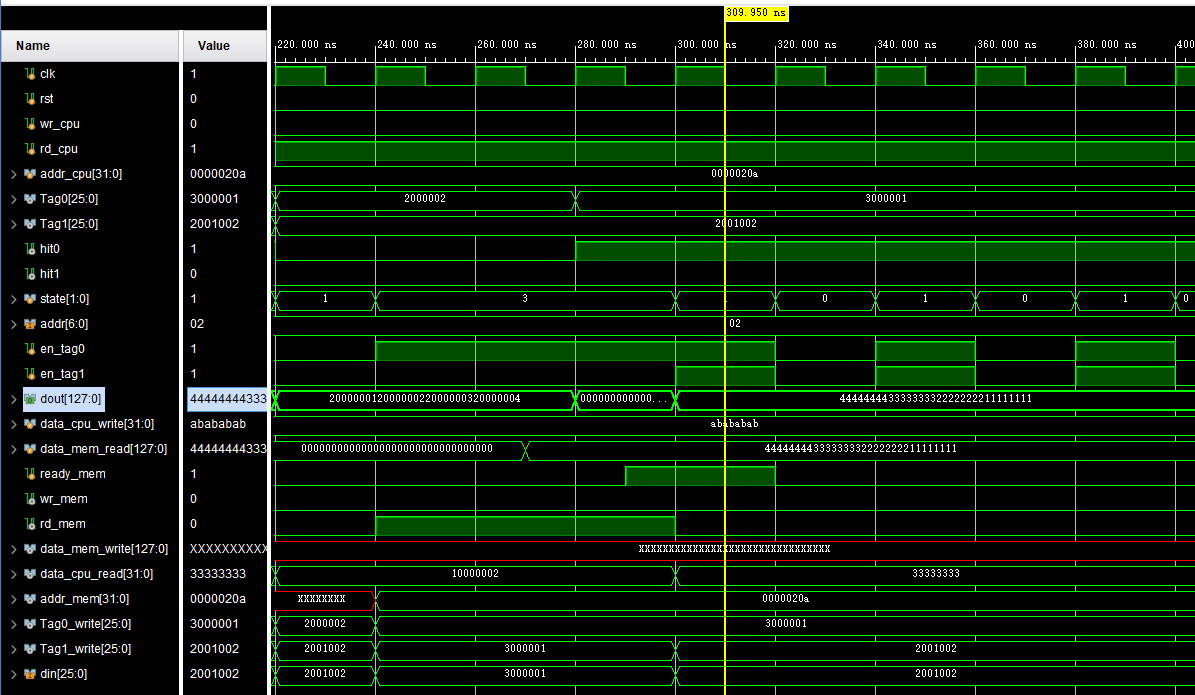 309.950 ns
Name Value 220.000 ns 240.000 ns 260.000 ns 280.000 ns 300.000 ns 320.000 ns 340.000 ns 360.000 ns 380.000 ns 400
clk 1
rst 0
wr_cpu 0
rd_cpu 1
addr_cpu[31:0] 0000020a 0000020a
Tag0[25:0] 3000001 2000002 3000001
Tag1[25:0] 2001002 2001002
hit0 1
hit1 0
state[1:0] 1 1 3 1 0 1 0 1 0
addr[6:0] 02 02
en_tag0 1
en_tag1 1
dout[127:0] 44444444333 20000001200000022000000320000004 000000000000... 44444444333333332222222211111111
data_cpu_write[31:0] abababab abababab
data_mem_read[127:0] 44444444333 00000000000000000000000000000000 44444444333333332222222211111111
ready_mem 1
wr_mem 0
rd_mem 0
data_mem_write[127:0] XXXXXXXXXX XXXXXXXXXXXXXXXXXXXXXXXXXXXXXXXX
data_cpu_read[31:0] 33333333 10000002 33333333
addr_mem[31:0] 0000020a XXXXXXXX 0000020a
Tag0_write[25:0] 3000001 2000002 3000001
Tag1_write[25:0] 2001002 2001002 3000001 2001002
din[25:0] 2001002 2001002 3000001 2001002